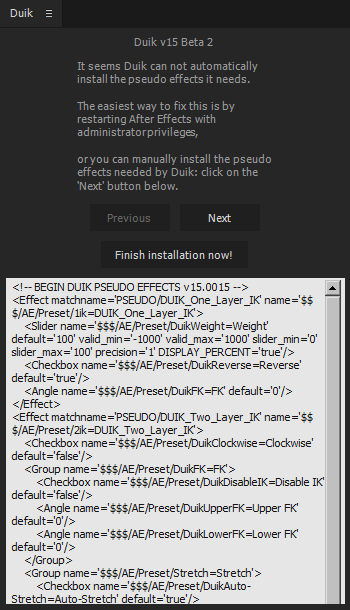 Duik
Duik v15 Beta 2
It seems Duik can not automatically
install the pseudo effects it needs.
The easiest way to fix this is by
restarting After Effects with
administrator privileges,
or you can manually install the pseudo
effects needed by Duik: click on the
'Next' button below.
Previous
Next
Finish installation now!
<!-- BEGIN DUIK PSEUDO EFFECTS v15.0015 -->
<Effect matchname='PSEUDO/DUIK_One_Layer_IK' name='$$
$/AE/Preset/1ik=DUIK_One_Layer_IK'>
<Slider name='$$$/AE/Preset/DuikWeight=Weight'
default='100' valid_min='-1000' valid_max='1000' slider_min='0'
slider_max='100' precision='1' DISPLAY_PERCENT='true'/>
<Checkbox name='$$$/AE/Preset/DuikReverse=Reverse'
default='true'/>
<Angle name='$$$/AE/Preset/DuikFK=FK' default='0'/>
</Effect>
<Effect matchname='PSEUDO/DUIK_Two_Layer_IK' name='$$
$/AE/Preset/2ik=DUIK_Two_Layer_IK'>
<Checkbox name='$$$/AE/Preset/DuikClockwise=Clockwise'
default='false'/>
<Group name='$$$/AE/Preset/DuikFK=FK'>
<Checkbox name='$$$/AE/Preset/DuikDisableIK=Disable IK'
default='false'/>
<Angle name='$$$/AE/Preset/DuikUpperFK=Upper FK'
default='0'/>
<Angle name='$$$/AE/Preset/DuikLowerFK=Lower FK'
default='0'/>
</Group>
<Group name='$$$/AE/Preset/Stretch=Stretch'>
<Checkbox name='$$$/AE/Preset/DuikAuto-
Stretch=Auto-Stretch' default='true'/>